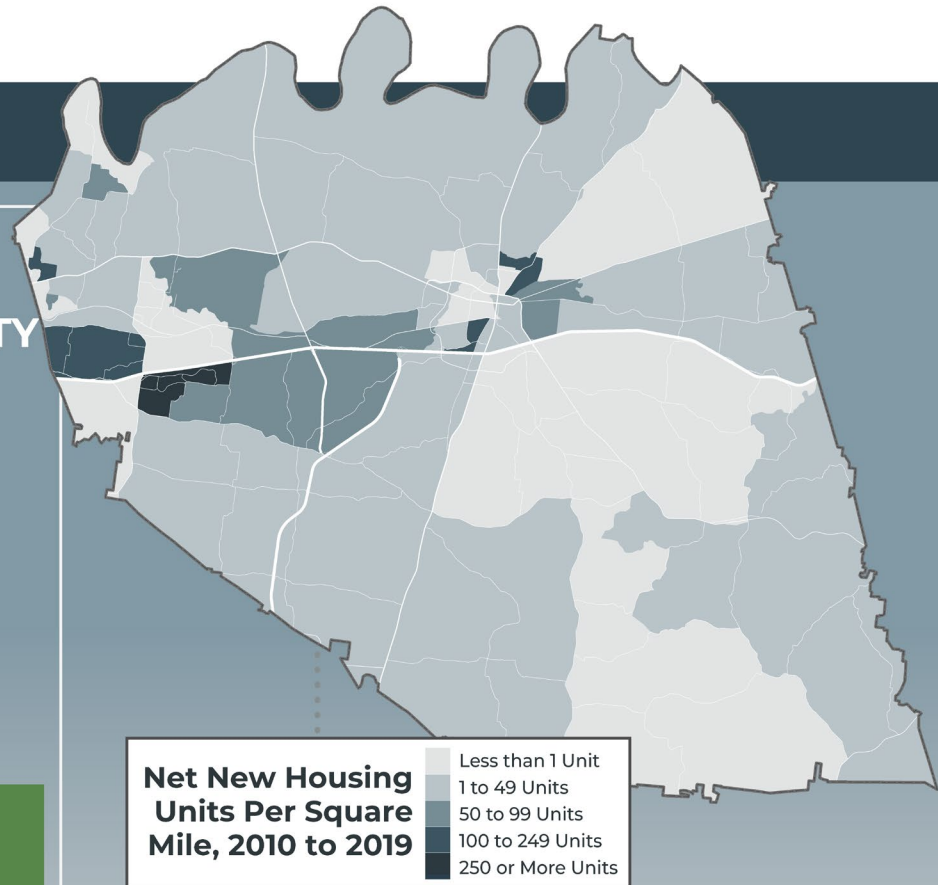 TY
Net New Housing
Units Per Square
Mile, 2010 to 2019
Less than 1 Unit
1 to 49 Units
50 to 99 Units
100 to 249 Units
250 or More Units